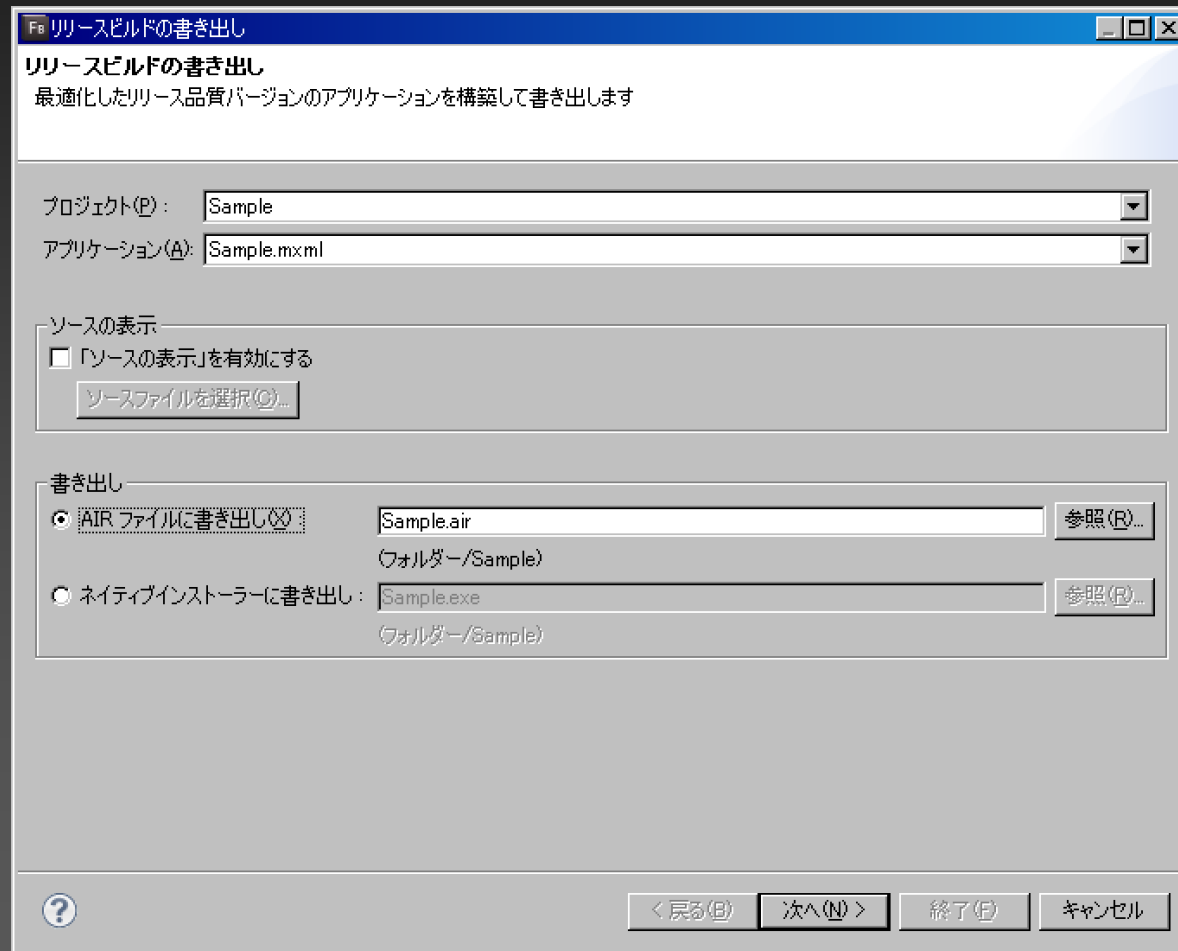 FB リリースビルドの書き出し
リリースビルドの書き出し
最適化したリリース品質バージョンのアプリケーションを構築して書き出します
プロジェクト(P) : Sample
アプリケーション(A): Sample.mxml
ソースの表示
「ソースの表示」を有効にする
ソースファイルを選択(C)...
書き出し
AIR ファイルに書き出し(X) : Sample.air 参照(R)...
(フォルダー/Sample)
ネイティブインストーラーに書き出し : Sample.exe 参照(R)...
(フォルダー/Sample)
? < 戻る(B) 次へ(N) > 終了(F) キャンセル